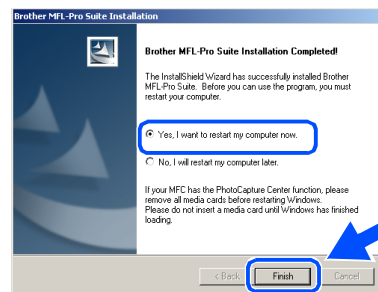 Brother MFL-Pro Suite Installation
Brother MFL-Pro Suite Installation Completed!
The InstallShield Wizard has successfully installed Brother
MFL-Pro Suite. Before you can use the program, you must
restart your computer.
Yes, I want to restart my computer now.
No, I will restart my computer later.
If your MFC has the PhotoCapture Center function, please
remove all media cards before restarting Windows.
Please do not insert a media card until Windows has finished
loading.
< Back Finish Cancel